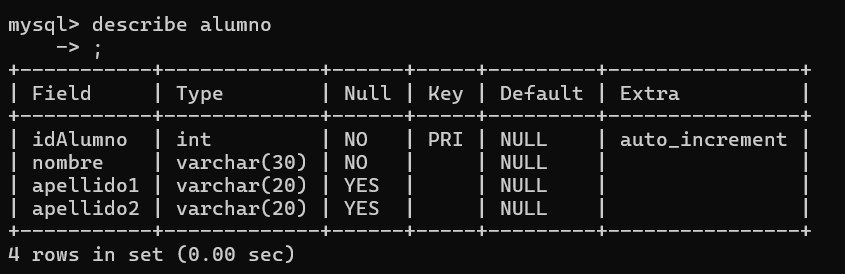 mysql> describe alumno
    -> ;
+-----------+-------------+------+-----+---------+----------------+
| Field     | Type        | Null | Key | Default | Extra          |
+-----------+-------------+------+-----+---------+----------------+
| idAlumno  | int         | NO   | PRI | NULL    | auto_increment |
| nombre    | varchar(30) | NO   |     | NULL    |                |
| apellido1 | varchar(20) | YES  |     | NULL    |                |
| apellido2 | varchar(20) | YES  |     | NULL    |                |
+-----------+-------------+------+-----+---------+----------------+
4 rows in set (0.00 sec)